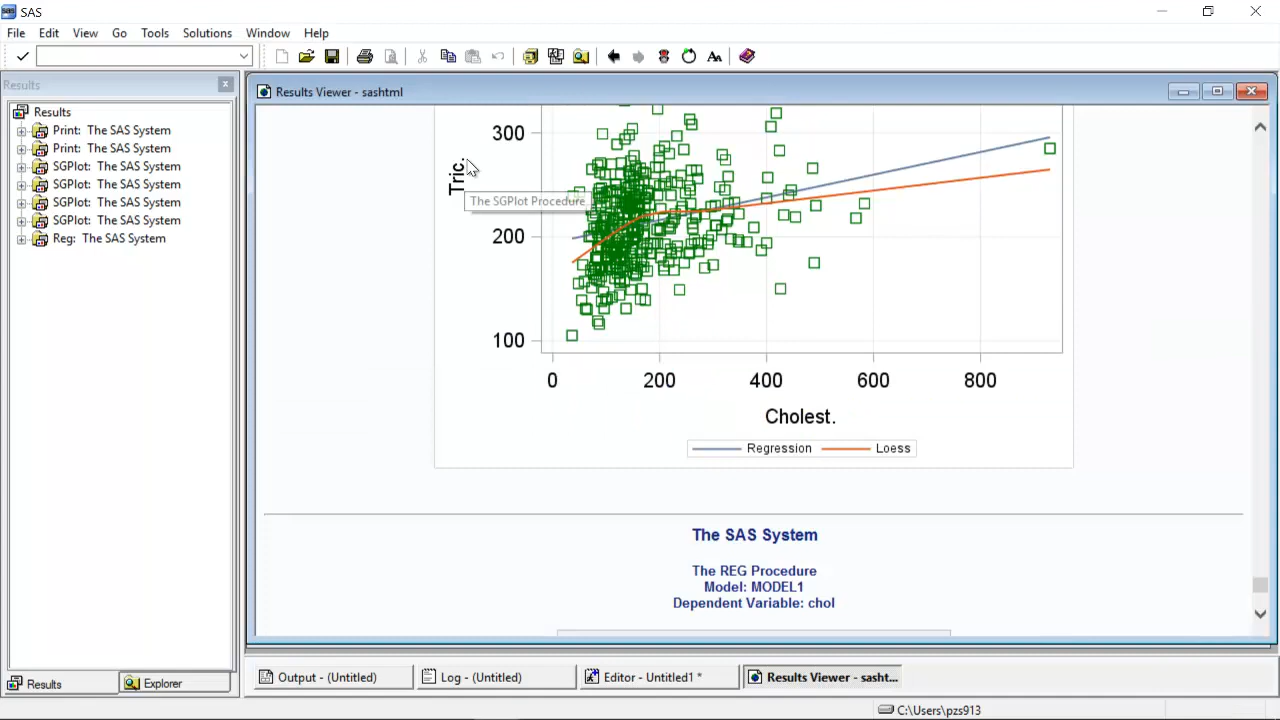 SAS
File Edit View Go Tools Solutions Window Help
Results
Results
Print: The SAS System
Print: The SAS System
SGPlot: The SAS System
SGPlot: The SAS System
SGPlot: The SAS System
SGPlot: The SAS System
Reg: The SAS System
Results
Explorer
Results Viewer - sashtml
300
200
100
Tric.
The SGPlot Procedure
0 200 400 600 800
Cholest.
Regression Loess
The SAS System
The REG Procedure
Model: MODEL1
Dependent Variable: chol
Output - (Untitled)
Log - (Untitled)
Editor - Untitled1 *
Results Viewer - sasht...
C:\Users\pzs913